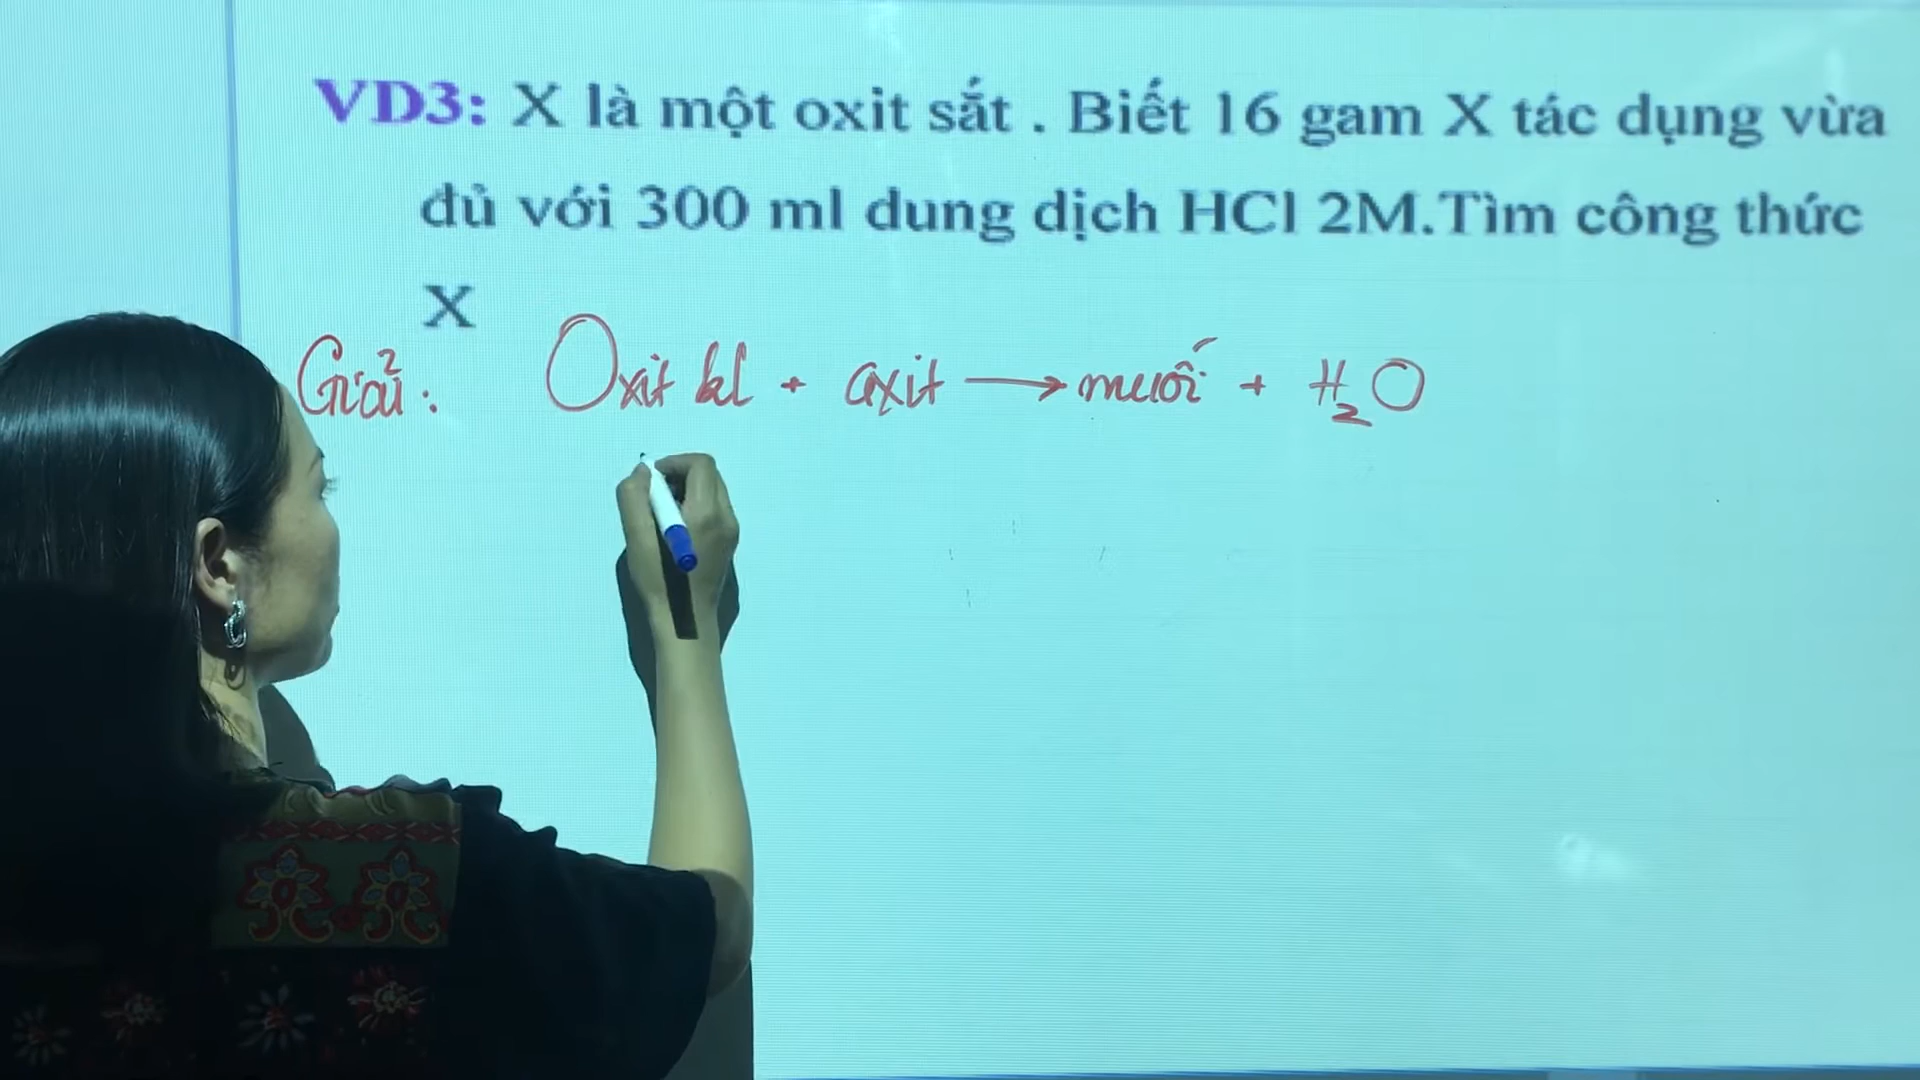 VD3: X là một oxit sắt . Biết 16 gam X tác dụng vừa
đủ với 300 ml dung dịch HCl 2M.Tìm công thức
X
Giải: Oxit kl + axit → muối + H₂O